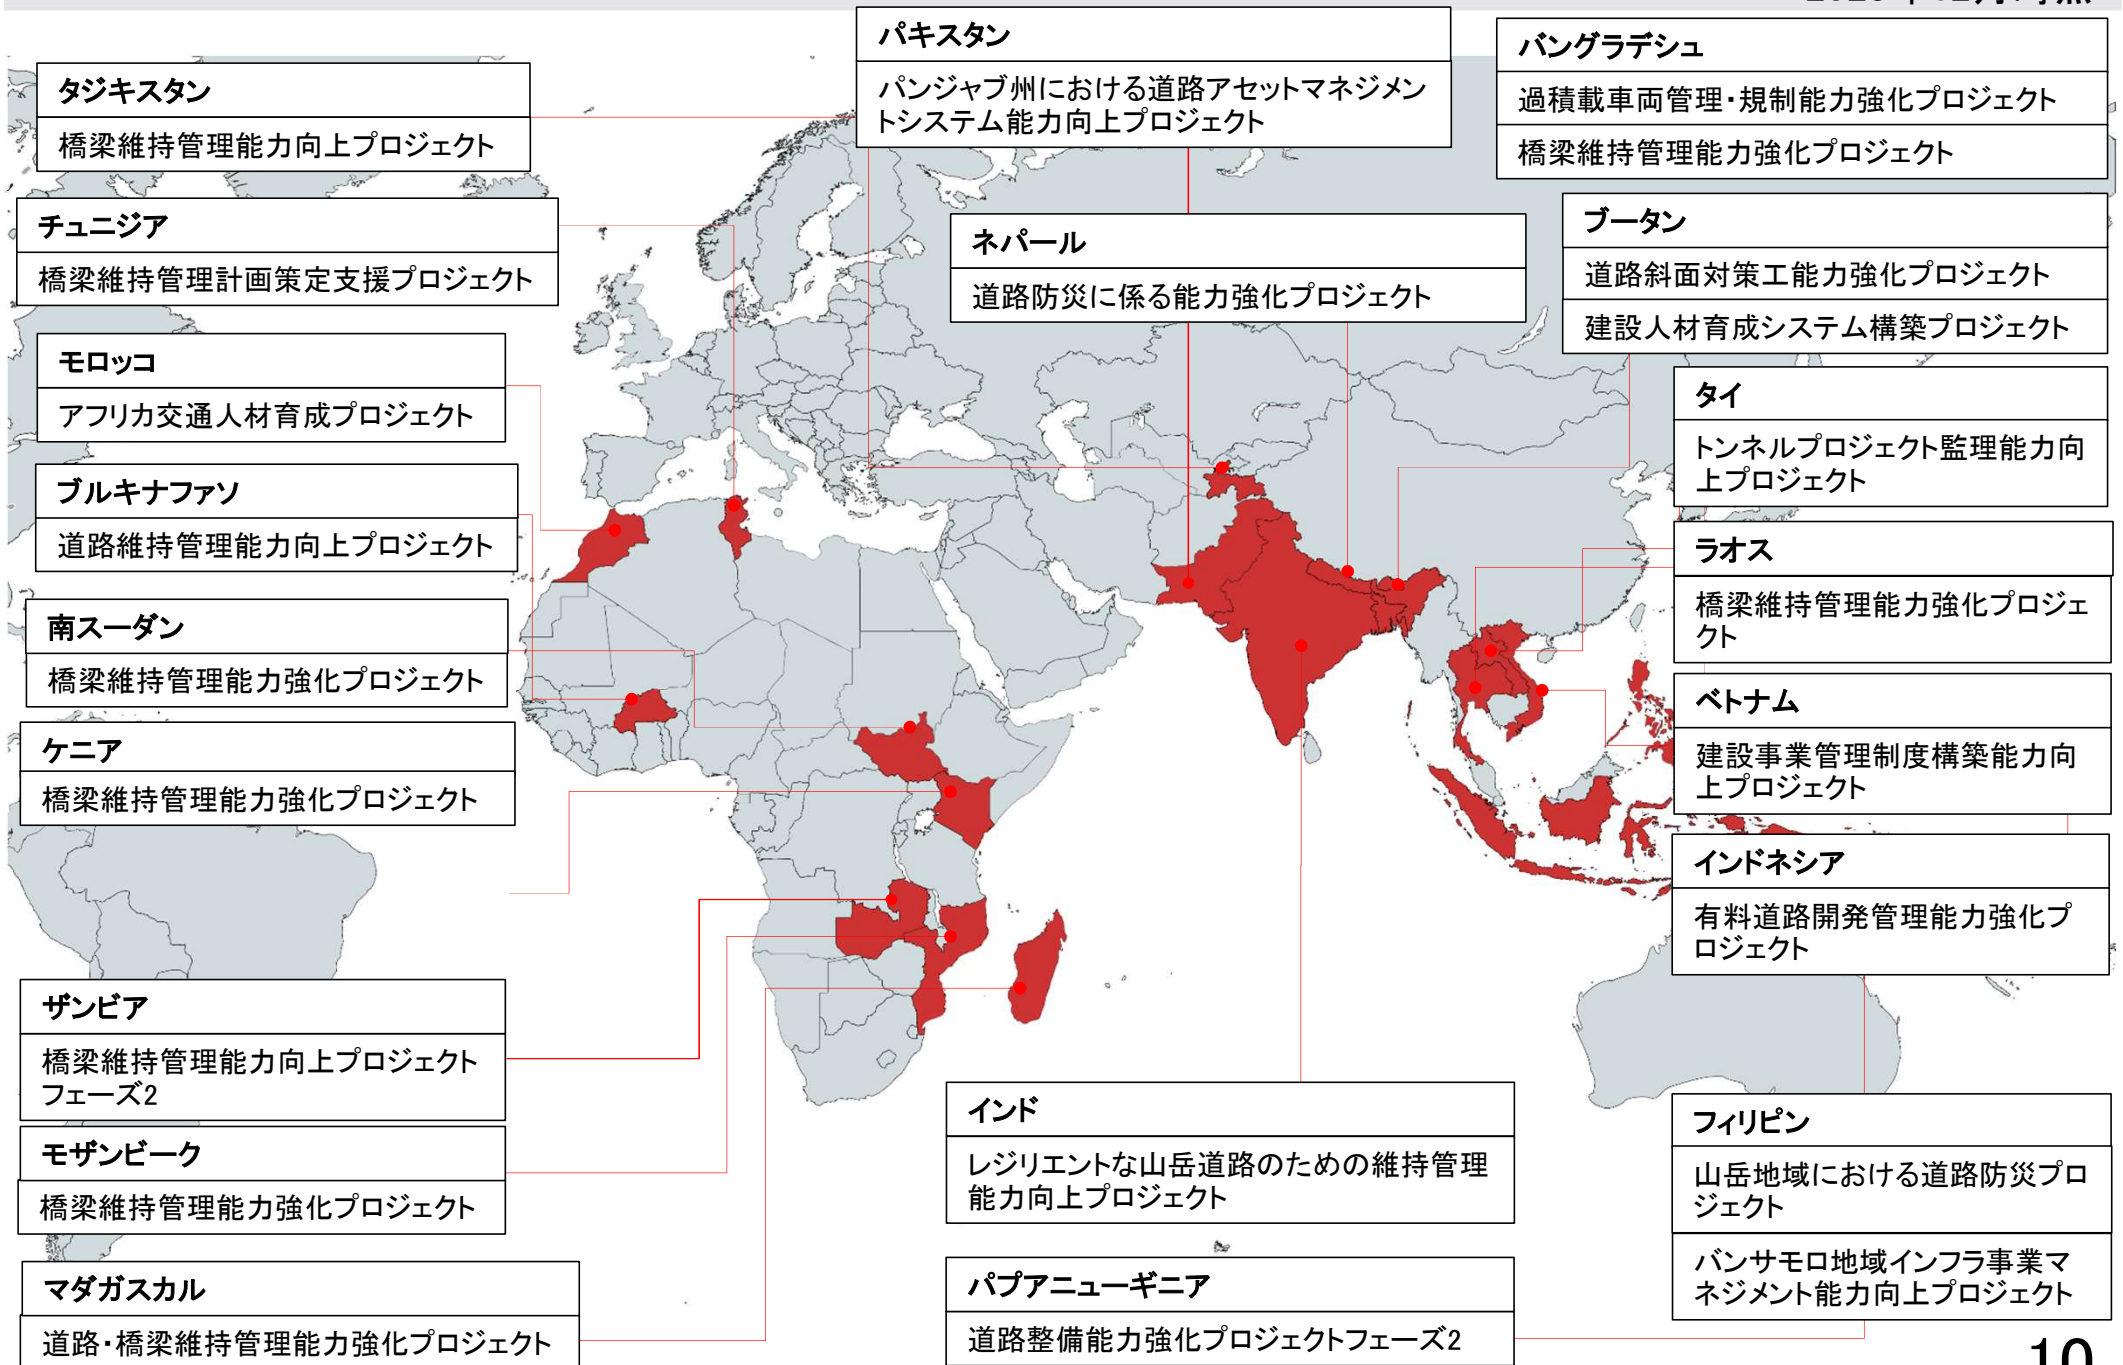 タジキスタン
橋梁維持管理能力向上プロジェクト
チュニジア
橋梁維持管理計画策定支援プロジェクト
モロッコ
アフリカ交通人材育成プロジェクト
ブルキナファソ
道路維持管理能力向上プロジェクト
南スーダン
橋梁維持管理能力強化プロジェクト
ケニア
橋梁維持管理能力強化プロジェクト
ザンビア
橋梁維持管理能力向上プロジェクト
フェーズ2
モザンビーク
橋梁維持管理能力強化プロジェクト
マダガスカル
道路・橋梁維持管理能力強化プロジェクト
パキスタン
パンジャブ州における道路アセットマネジメン
トシステム能力向上プロジェクト
ネパール
道路防災に係る能力強化プロジェクト
インド
レジリエントな山岳道路のための維持管理
能力向上プロジェクト
パプアニューギニア
道路整備能力強化プロジェクトフェーズ2
バングラデシュ
過積載車両管理・規制能力強化プロジェクト
橋梁維持管理能力強化プロジェクト
ブータン
道路斜面対策工能力強化プロジェクト
建設人材育成システム構築プロジェクト
タイ
トンネルプロジェクト監理能力向
上プロジェクト
ラオス
橋梁維持管理能力強化プロジェ
クト
ベトナム
建設事業管理制度構築能力向
上プロジェクト
インドネシア
有料道路開発管理能力強化プ
ロジェクト
フィリピン
山岳地域における道路防災プロ
ジェクト
バンサモロ地域インフラ事業マ
ネジメント能力向上プロジェクト
10